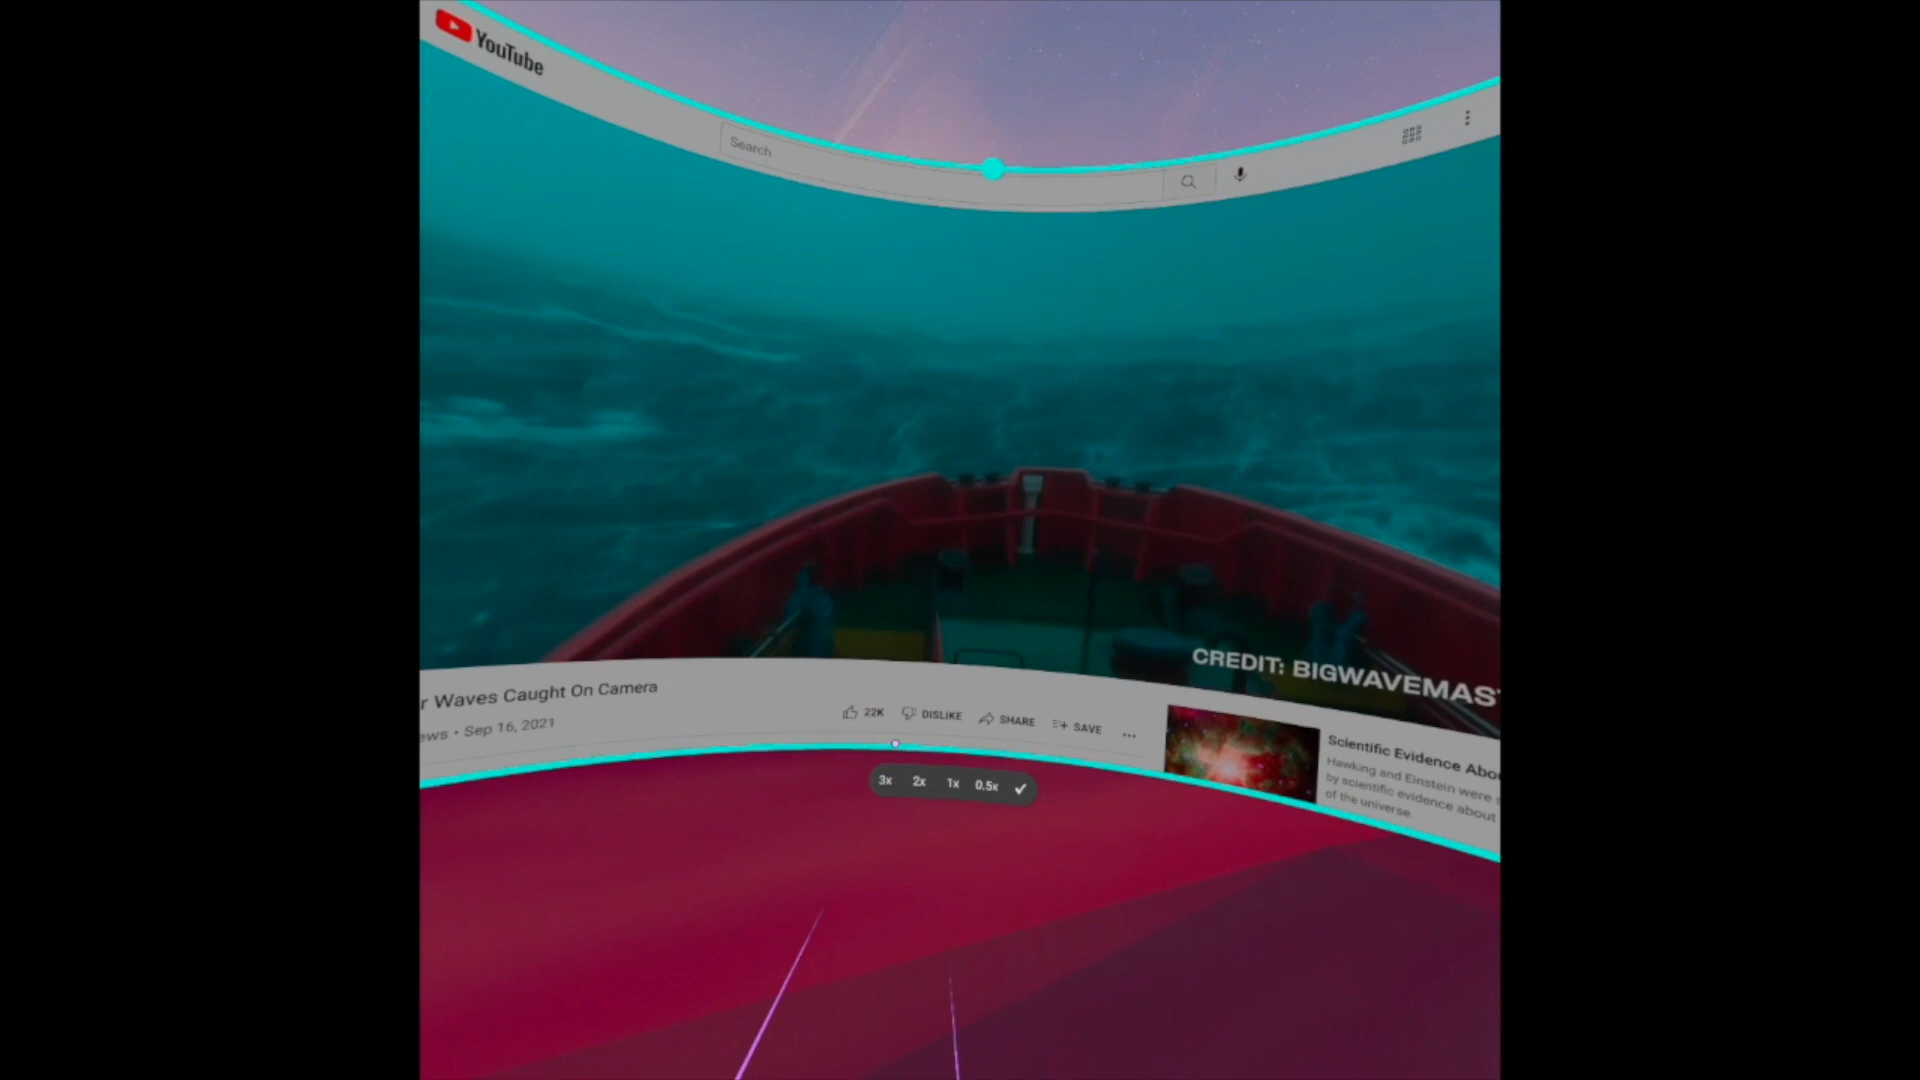 YouTube
Search
CREDIT: BIGWAVEMAS
r Waves Caught On Camera
ews • Sep 16, 2021
22K DISLIKE SHARE SAVE ...
Scientific Evidence Abo
Hawking and Einstein were s
by scientific evidence about
of the universe.
3x 2x 1x 0.5x